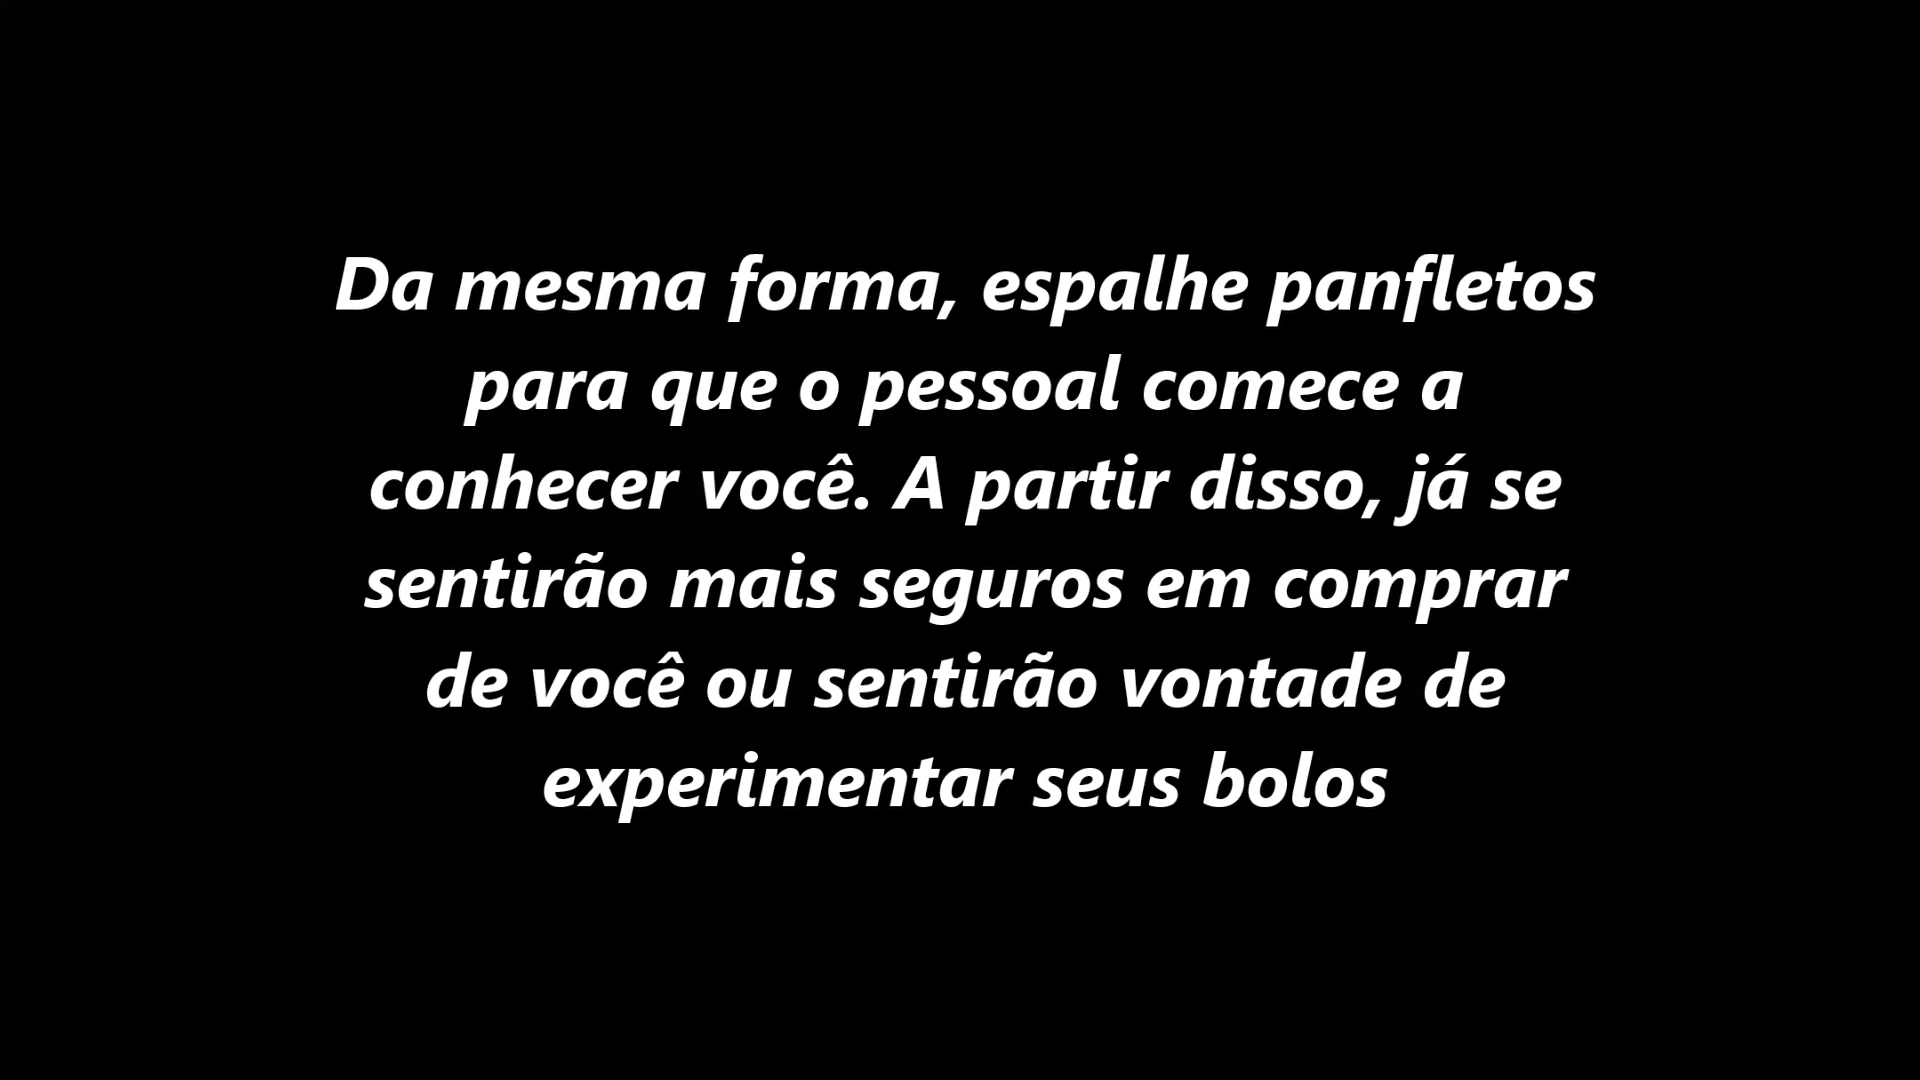 Da mesma forma, espalhe panfletos
para que o pessoal comece a
conhecer você. A partir disso, já se
sentirão mais seguros em comprar
de você ou sentirão vontade de
experimentar seus bolos